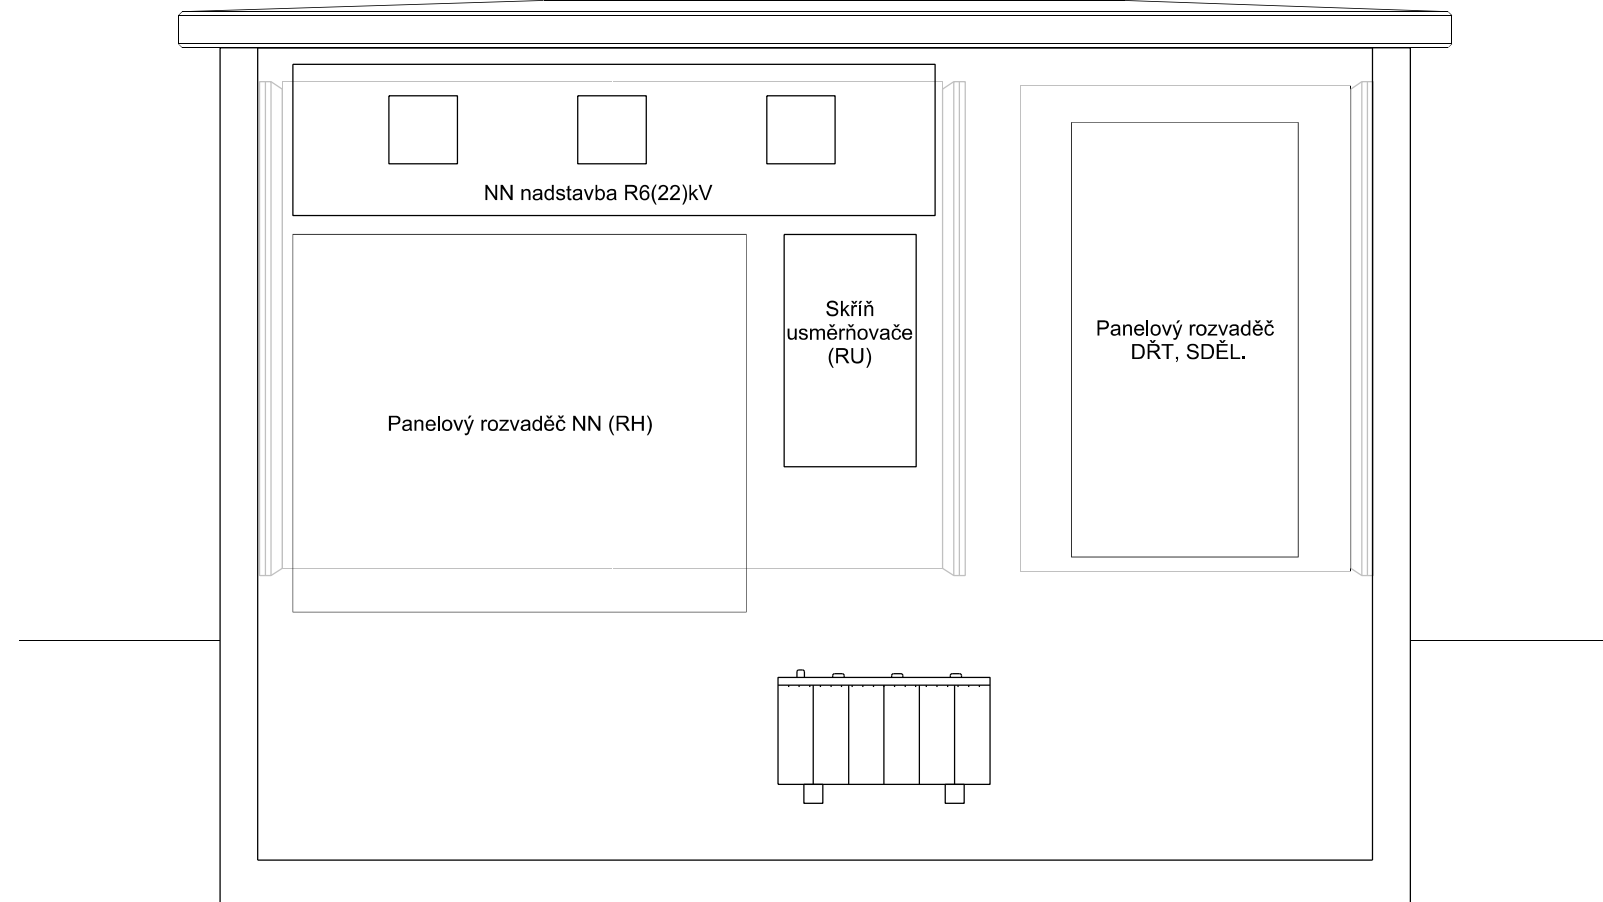 NN nadstavba R6(22)kV
Skříň
usměrňovače
(RU)
Panelový rozvaděč
DŘT, SDĚL.
Panelový rozvaděč NN (RH)